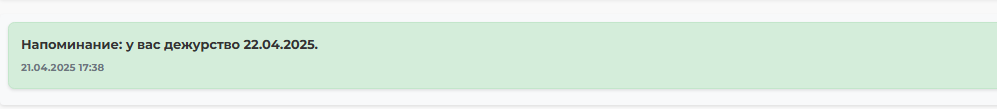 Напоминание: у вас дежурство 22.04.2025.
21.04.2025 17:38